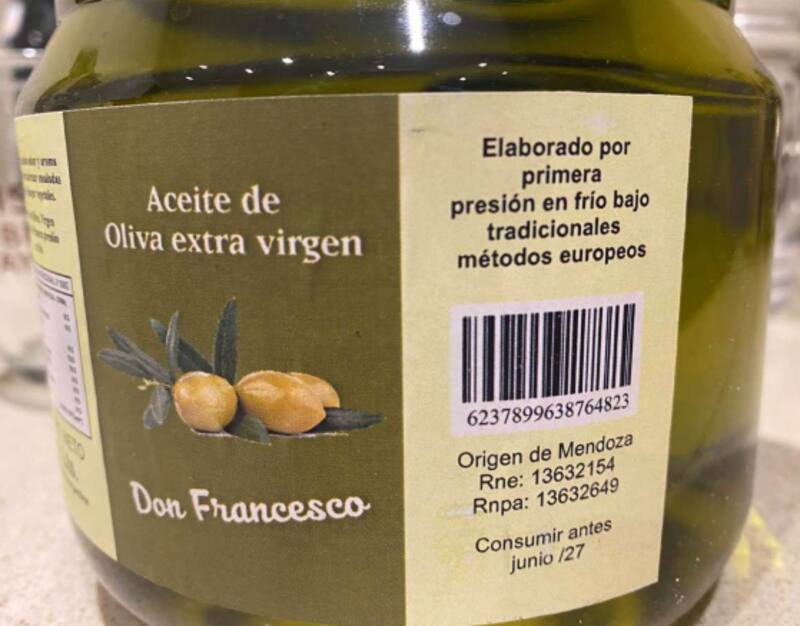 Aceite de
Oliva extra virgen
Don Francesco
Elaborado por
primera
presión en frío bajo
tradicionales
métodos europeos
6237899638764823
Origen de Mendoza
Rne: 13632154
Rnpa: 13632649
Consumir antes
junio /27